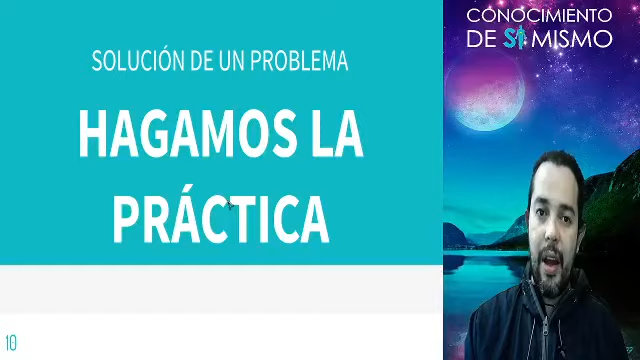 SOLUCIÓN DE UN PROBLEMA
HAGAMOS LA
PRÁCTICA
10
CONOCIMIENTO
DE SÍ MISMO